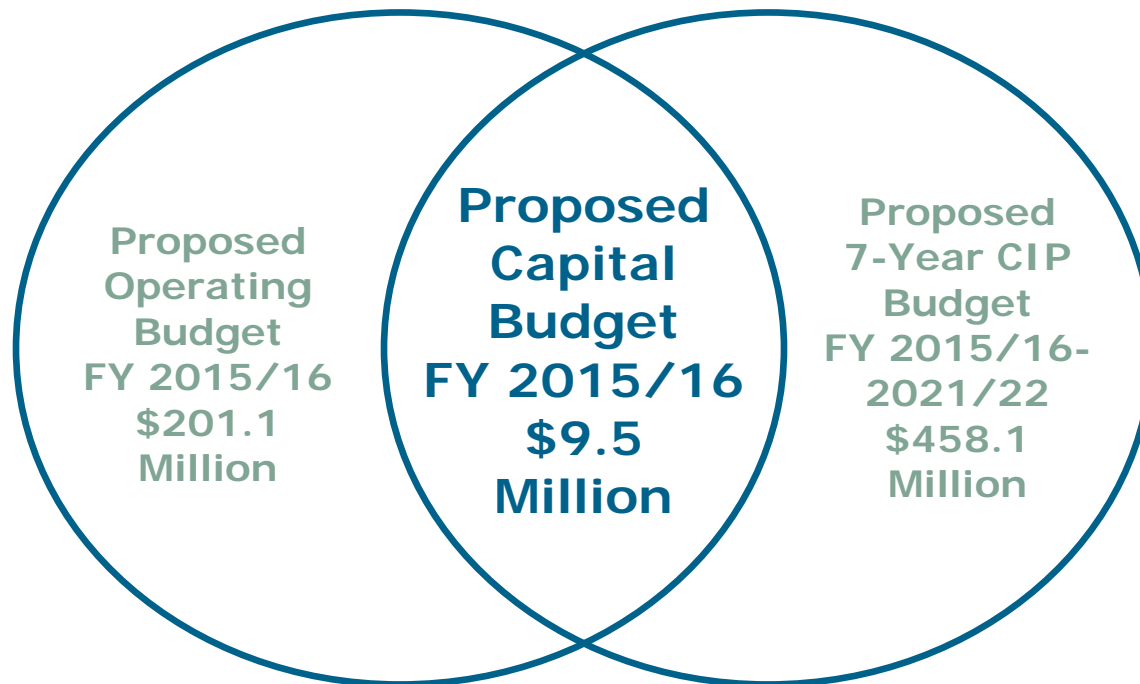 Proposed
Operating
Budget
FY 2015/16
$201.1
Million
Proposed
Capital
Budget
FY 2015/16
$9.5
Million
Proposed
7-Year CIP
Budget
FY 2015/16-
2021/22
$458.1
Million